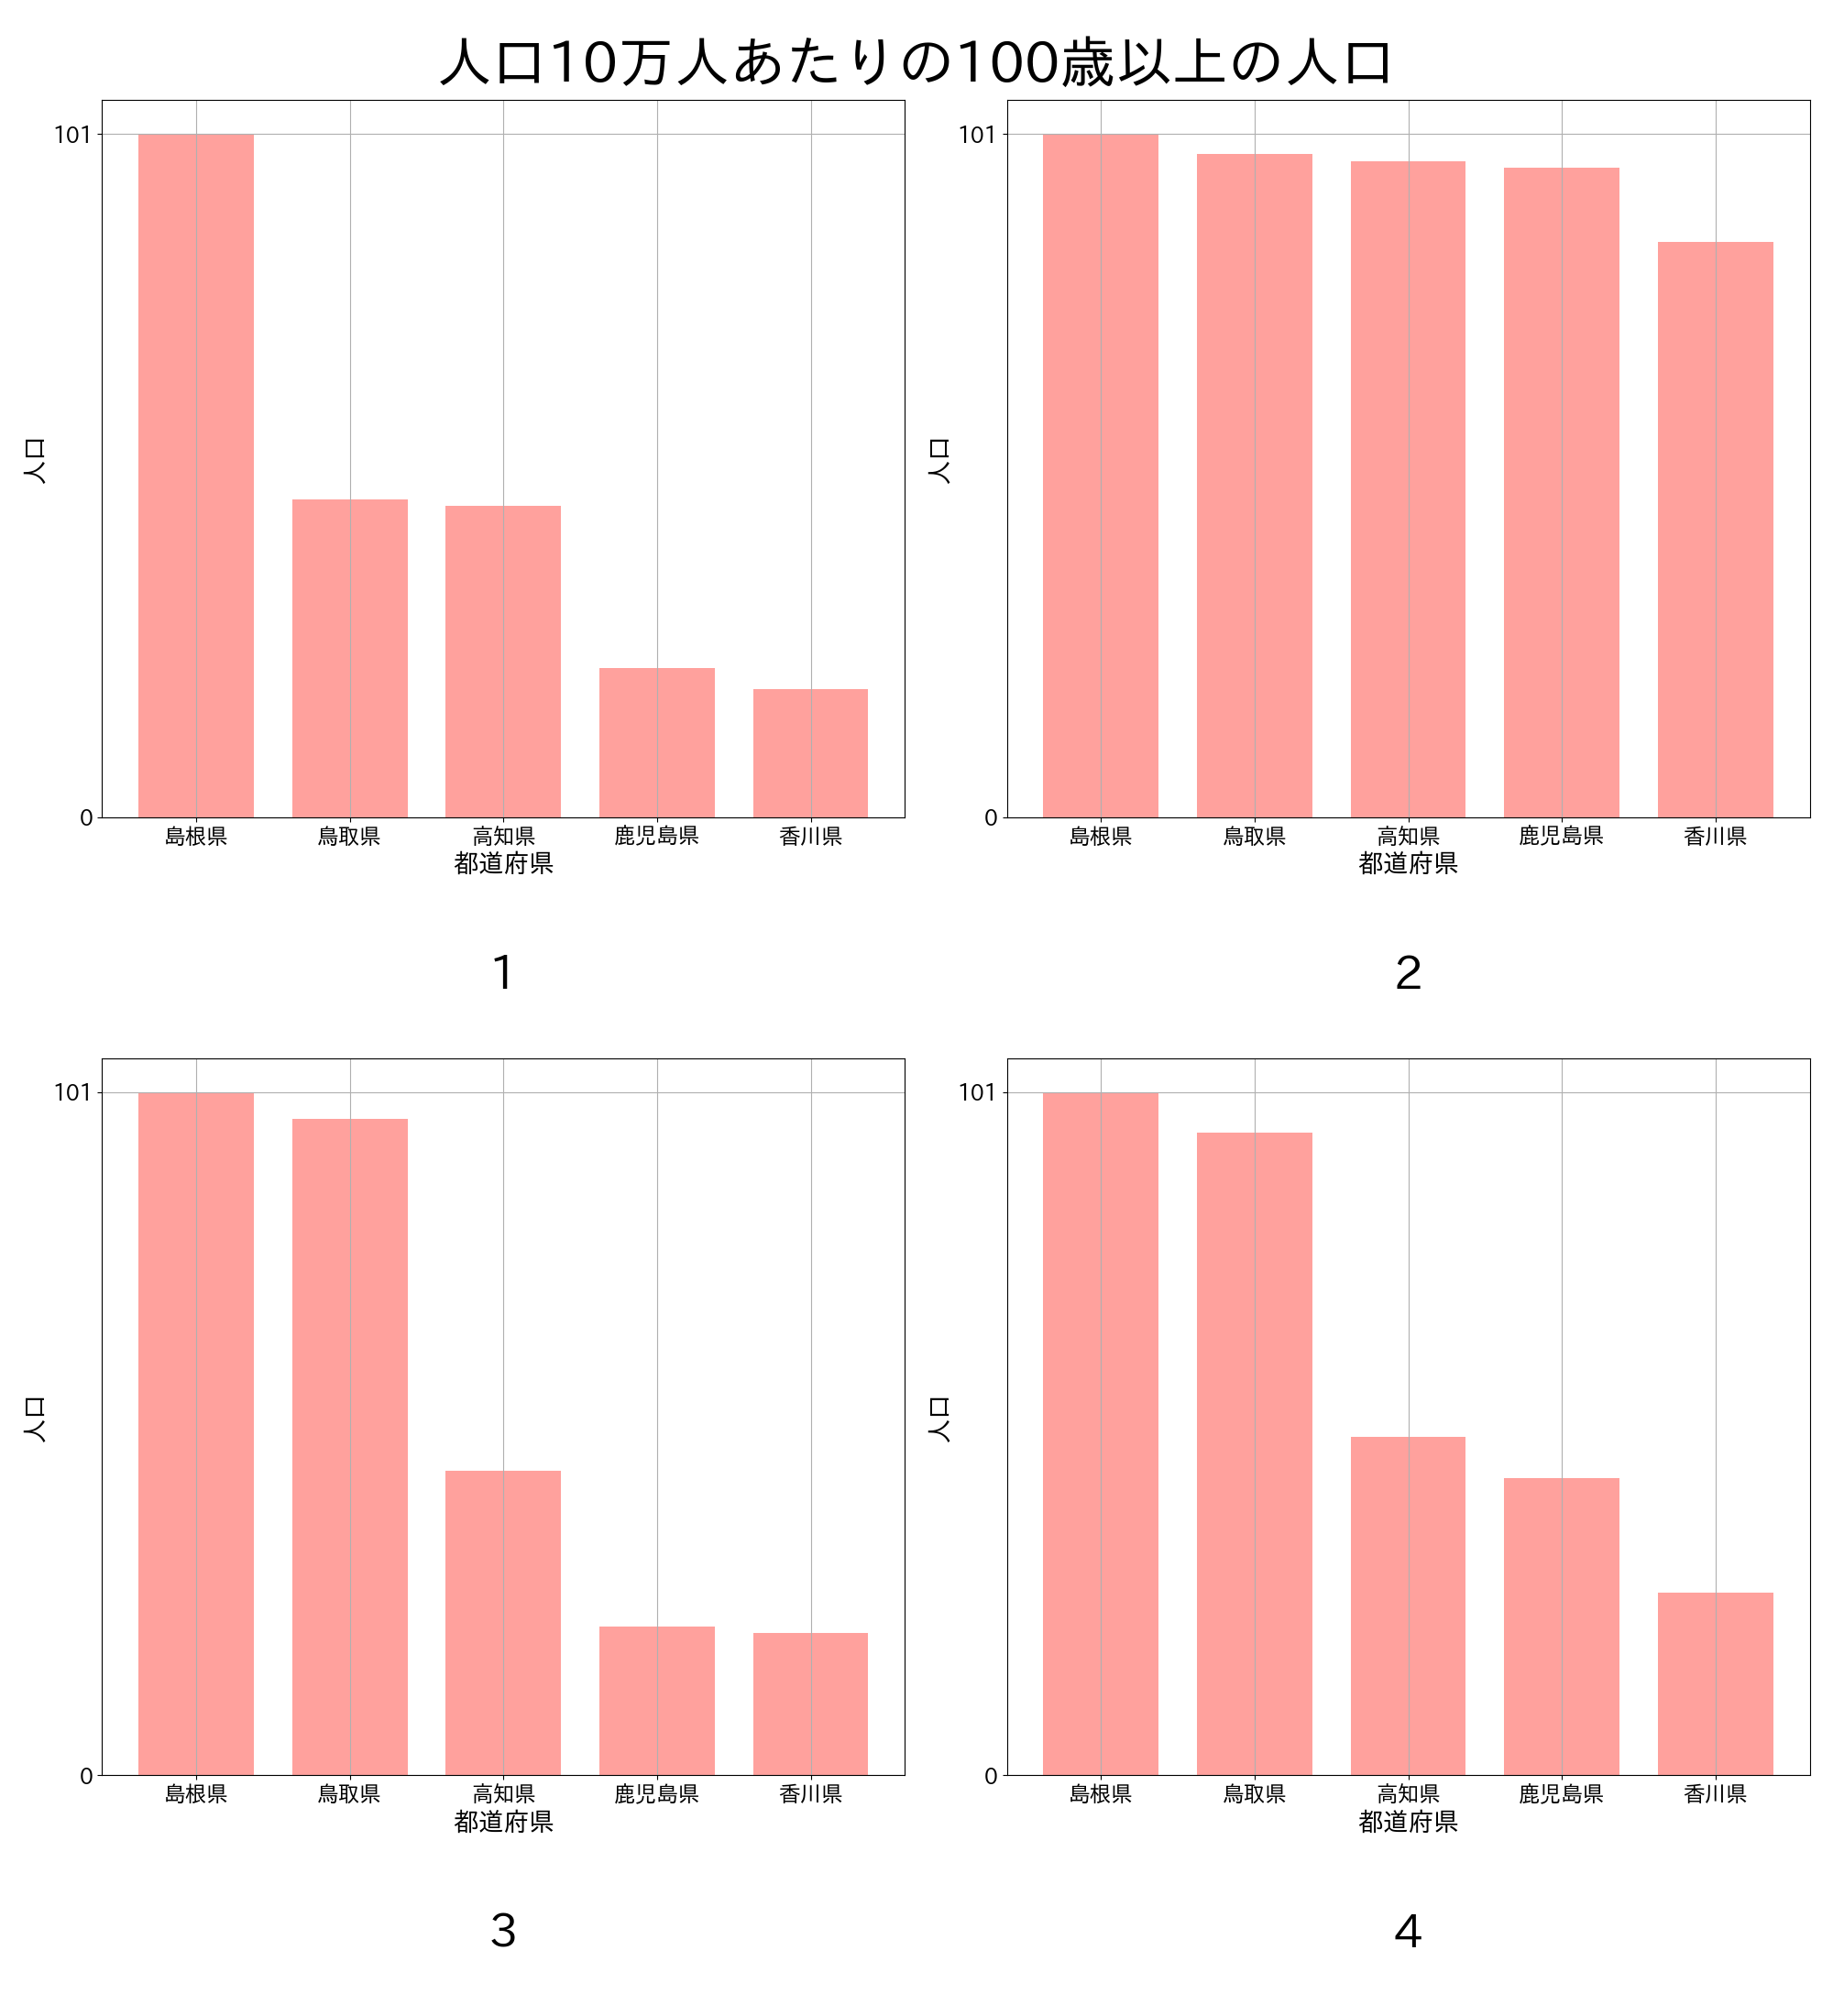 人口10万人あたりの100歳以上の人口
101
0
人口
島根県 鳥取県 高知県 鹿児島県 香川県
都道府県
1
101
0
人口
島根県 鳥取県 高知県 鹿児島県 香川県
都道府県
2
101
0
人口
島根県 鳥取県 高知県 鹿児島県 香川県
都道府県
3
101
0
人口
島根県 鳥取県 高知県 鹿児島県 香川県
都道府県
4